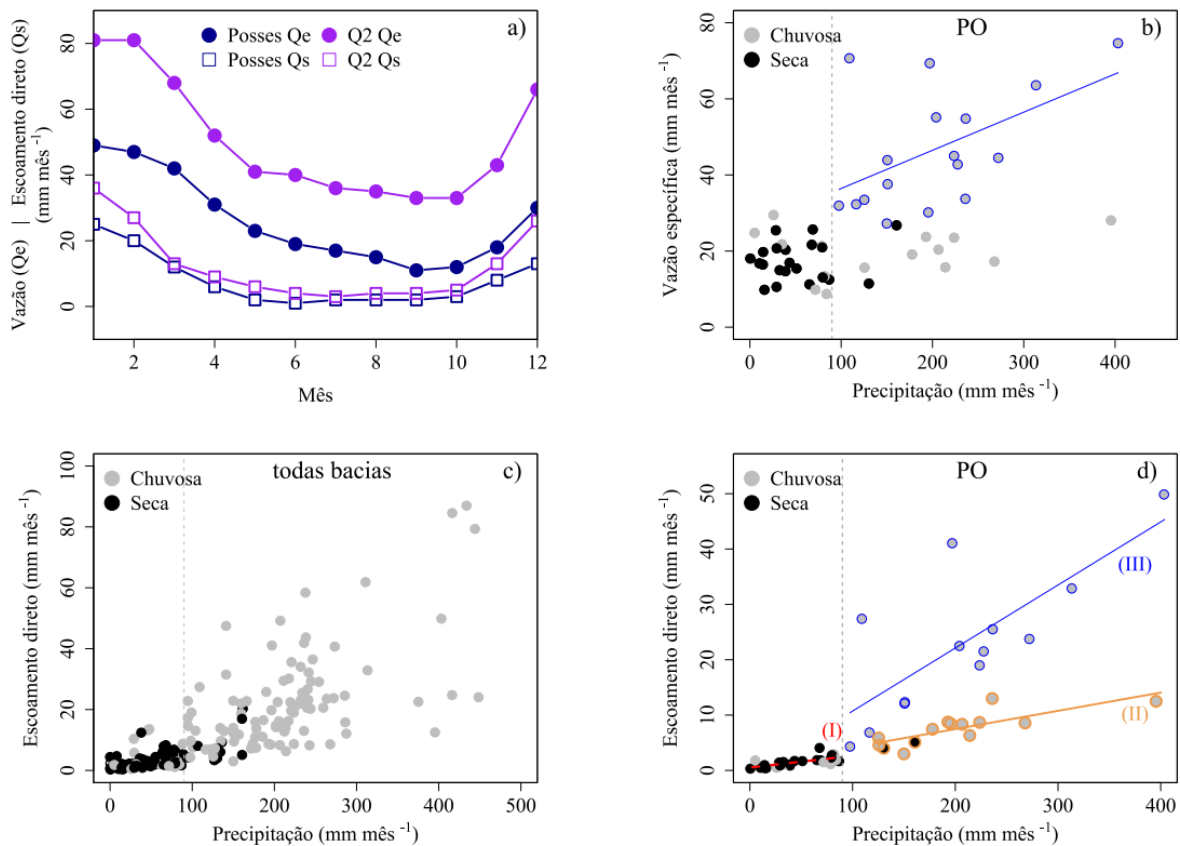 Posses Qe
Q2 Qe
Posses Qs
Q2 Qs
a)
80
60
40
20
0
2
4
6
8
10
12
Mês
Vazão (Qe) | Escoamento direto (Qs)
(mm mês -1)
Chuvosa
Seca
PO
b)
80
60
40
20
0
0
100
200
300
400
Vazão específica (mm mês -1)
Precipitação (mm mês -1)
Chuvosa
Seca
todas bacias
c)
100
80
60
40
20
0
0
100
200
300
400
500
Escoamento direto (mm mês -1)
Precipitação (mm mês -1)
Chuvosa
Seca
PO
d)
(III)
(II)
(I)
50
40
30
20
10
0
0
100
200
300
400
Escoamento direto (mm mês -1)
Precipitação (mm mês -1)